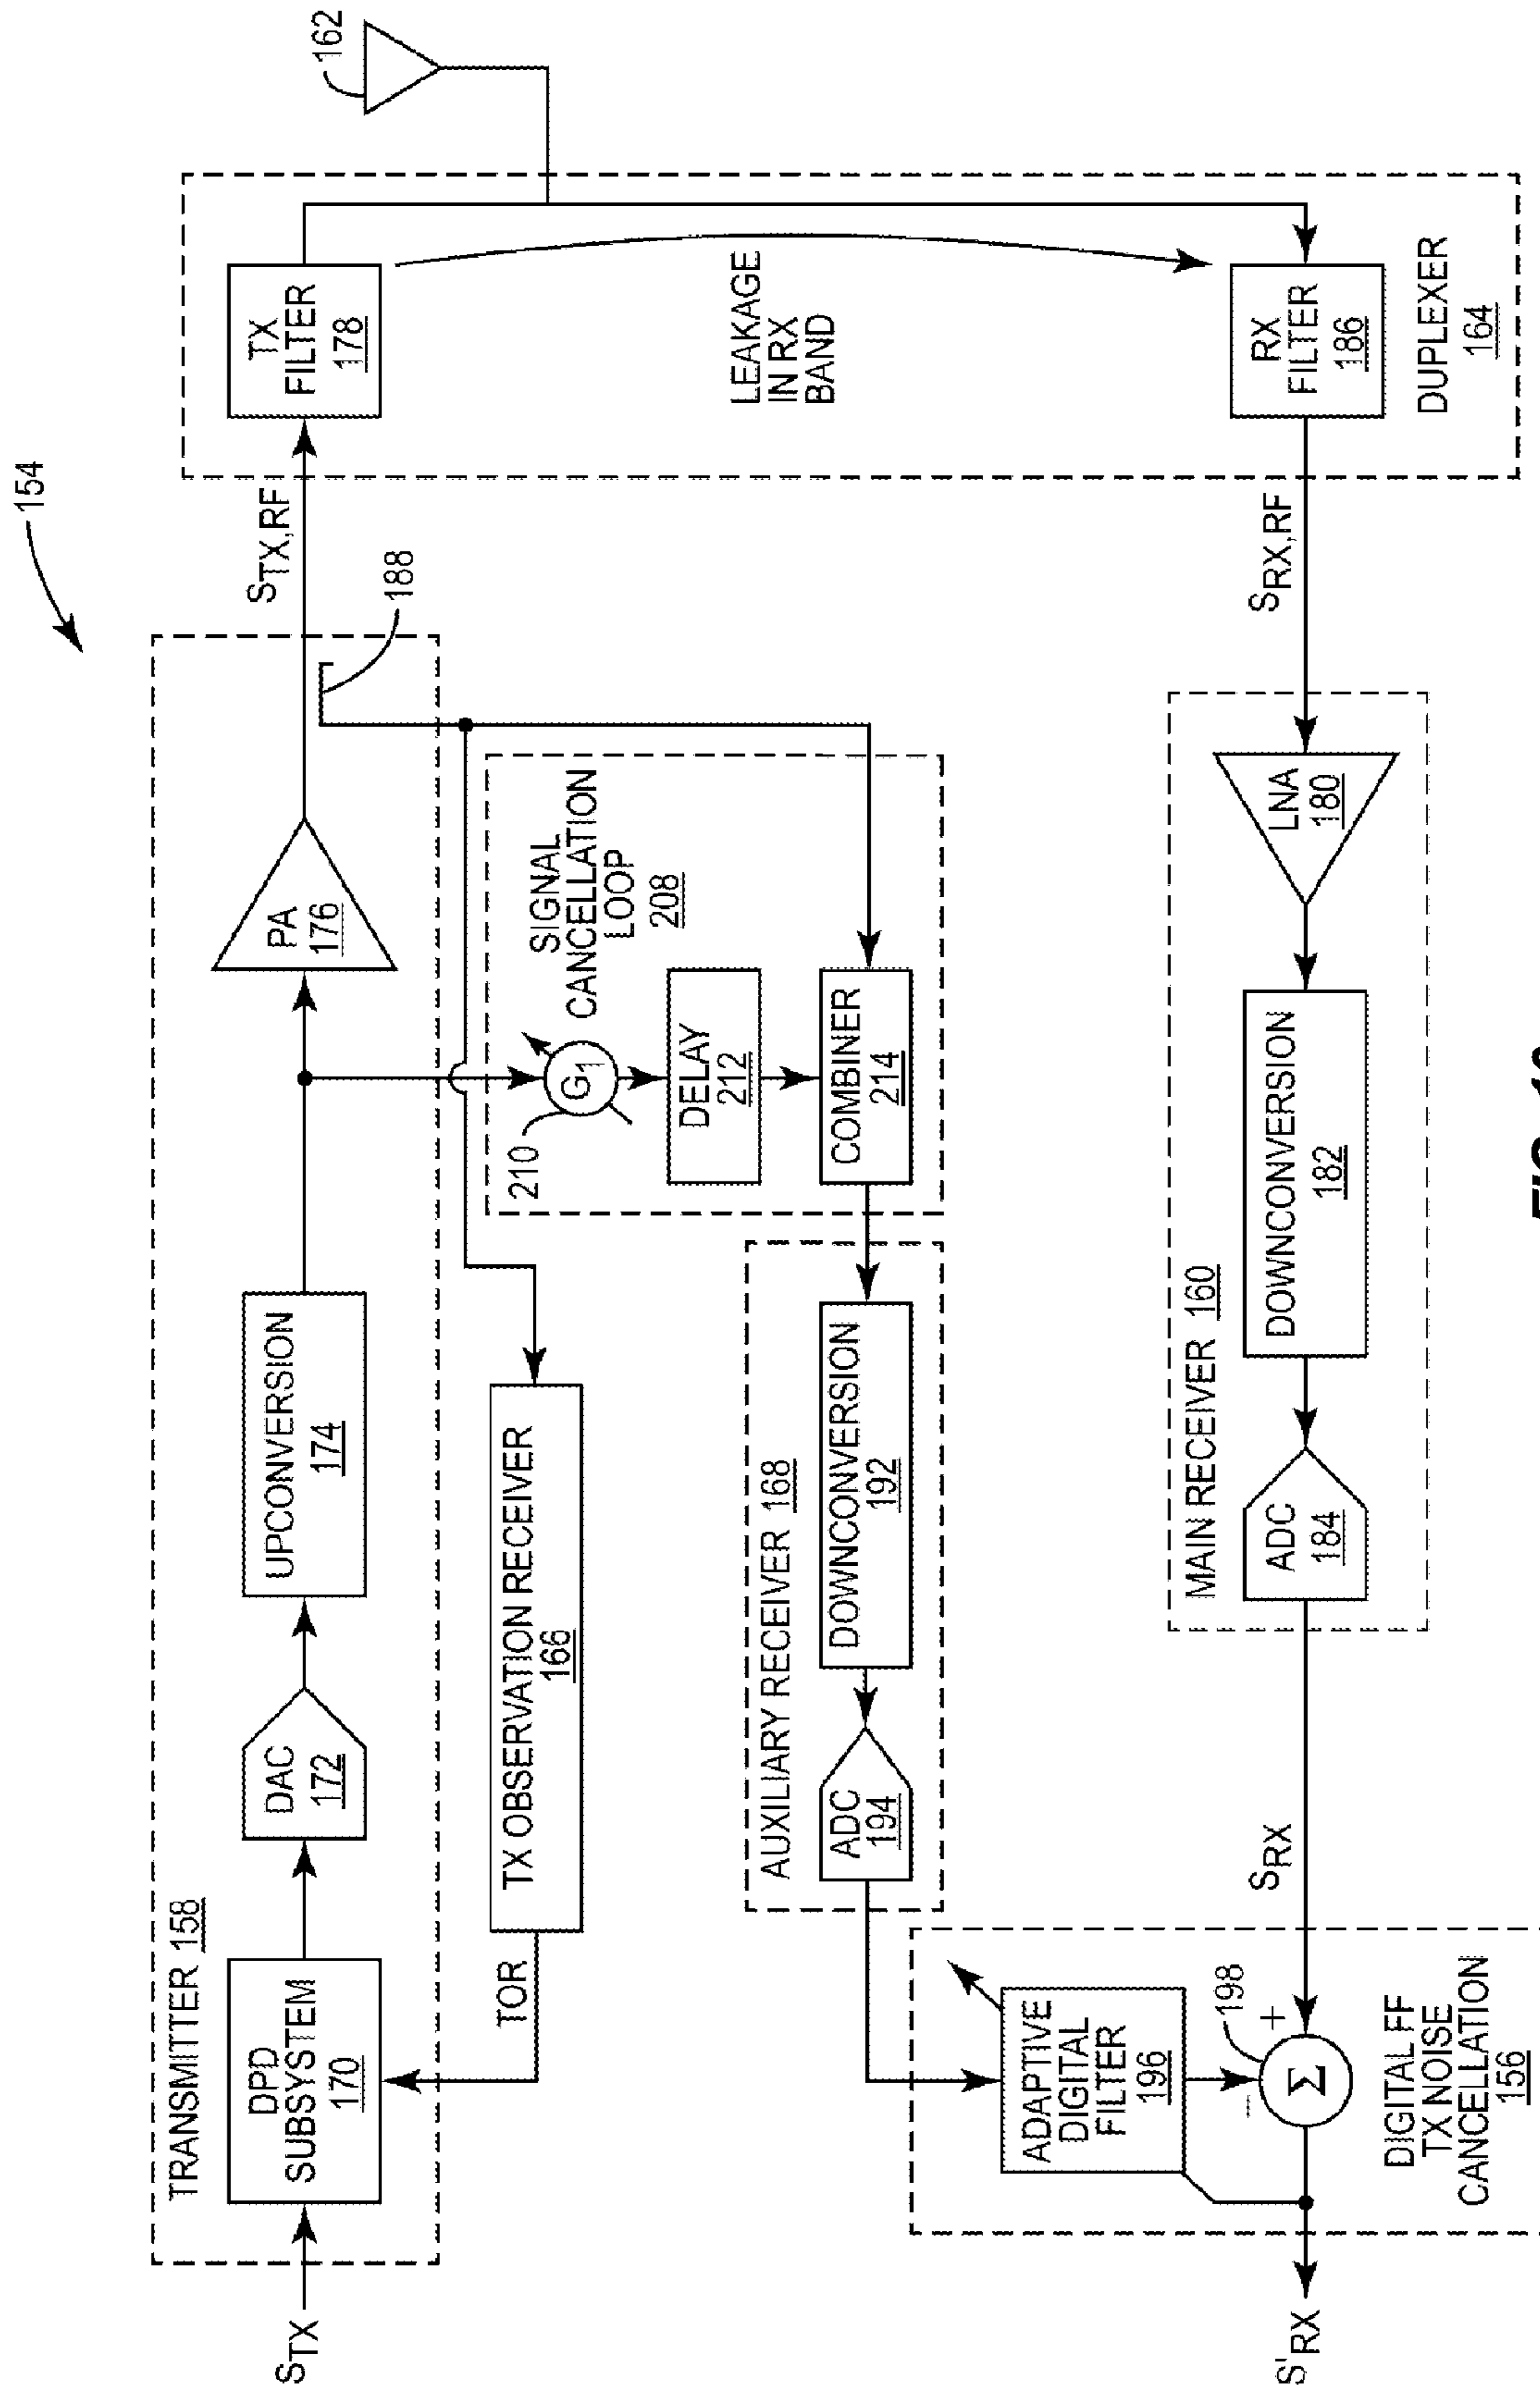 154
TRANSMITTER 158
S_TX
DPD
SUBSYSTEM
170
DAC
172
UPCONVERSION
174
PA
176
S_TX,RF
188
TX
FILTER
178
162
TOR
TX OBSERVATION RECEIVER
166
210
G_1
SIGNAL
CANCELLATION
LOOP
208
DELAY
212
COMBINER
214
LEAKAGE
IN RX
BAND
AUXILIARY RECEIVER 168
ADC
194
DOWNCONVERSION
192
ADAPTIVE
DIGITAL
FILTER
196
198
−
+
Σ
S'_RX
S_RX
MAIN RECEIVER 160
ADC
184
DOWNCONVERSION
182
LNA
180
S_RX,RF
RX
FILTER
186
DUPLEXER
164
DIGITAL FF
TX NOISE
CANCELLATION
156